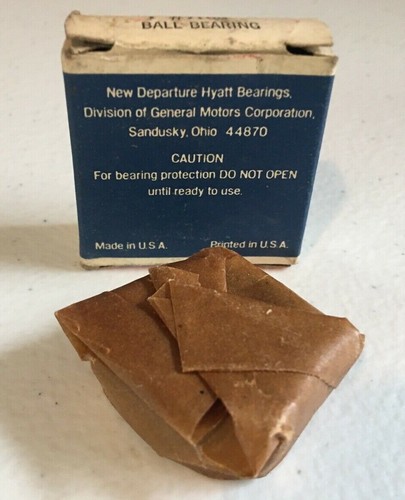 BALL BEARING
New Departure Hyatt Bearings,
Division of General Motors Corporation,
Sandusky, Ohio 44870
CAUTION
For bearing protection DO NOT OPEN
until ready to use.
Made in U.S.A. Printed in U.S.A.